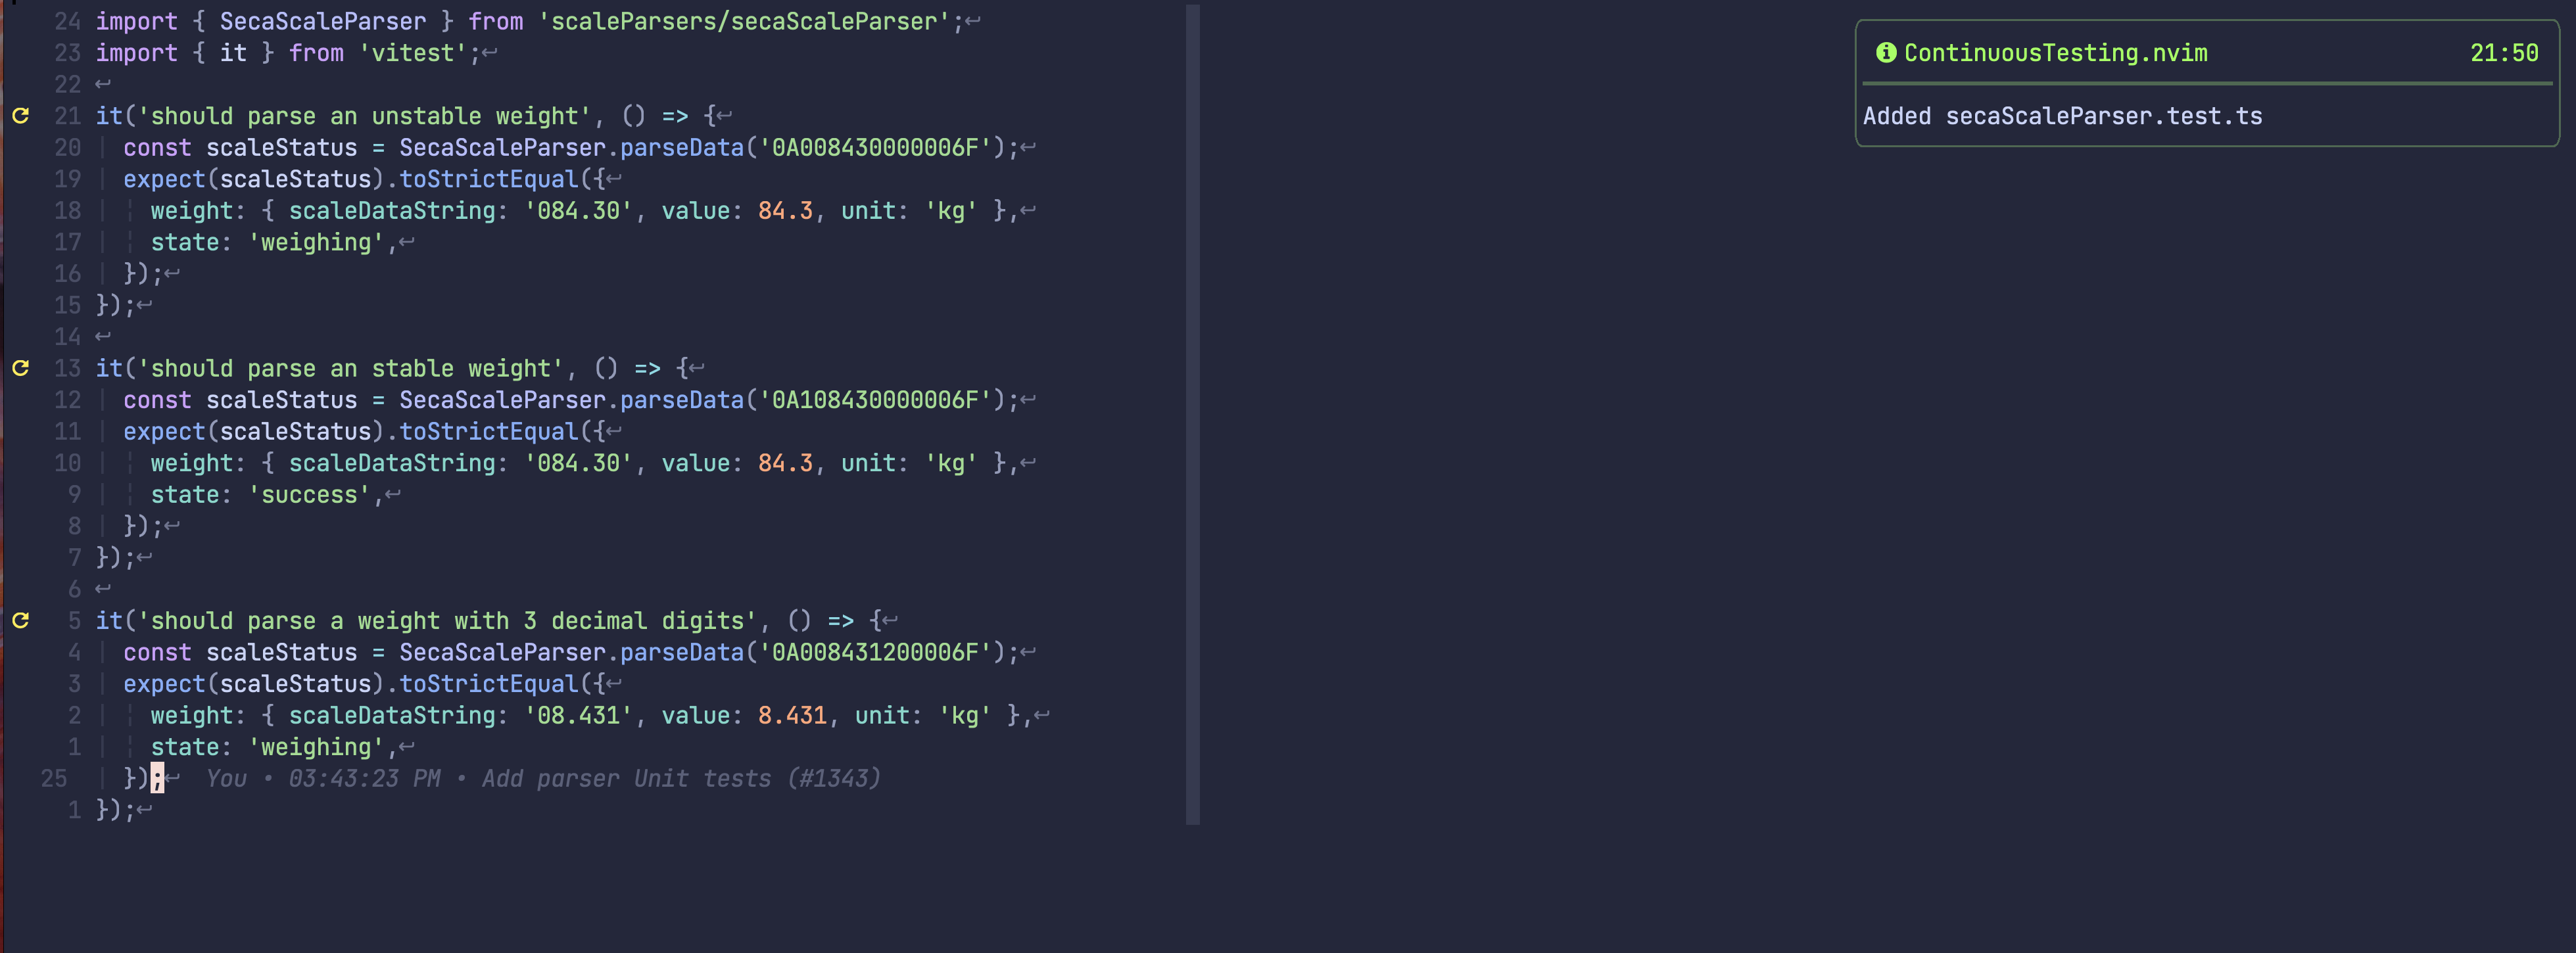 24 import { SecaScaleParser } from 'scaleParsers/secaScaleParser';↩
23 import { it } from 'vitest';↩
22 ↩
21 it('should parse an unstable weight', () => {↩
20 const scaleStatus = SecaScaleParser.parseData('0A008430000006F');↩
19 expect(scaleStatus).toStrictEqual({↩
18 weight: { scaleDataString: '084.30', value: 84.3, unit: 'kg' },↩
17 state: 'weighing',↩
16 });↩
15 });↩
14 ↩
13 it('should parse an stable weight', () => {↩
12 const scaleStatus = SecaScaleParser.parseData('0A108430000006F');↩
11 expect(scaleStatus).toStrictEqual({↩
10 weight: { scaleDataString: '084.30', value: 84.3, unit: 'kg' },↩
9 state: 'success',↩
8 });↩
7 });↩
6 ↩
5 it('should parse a weight with 3 decimal digits', () => {↩
4 const scaleStatus = SecaScaleParser.parseData('0A008431200006F');↩
3 expect(scaleStatus).toStrictEqual({↩
2 weight: { scaleDataString: '08.431', value: 8.431, unit: 'kg' },↩
1 state: 'weighing',↩
25 });↩ You • 03:43:23 PM • Add parser Unit tests (#1343)
1 });↩
ContinuousTesting.nvim 21:50
Added secaScaleParser.test.ts